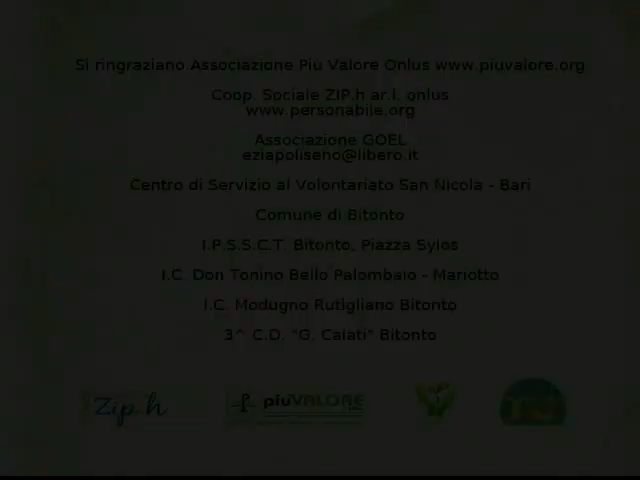 Si ringraziano Associazione Piu Valore Onlus www.piuvalore.org
Coop. Sociale ZIP.h ar.l. onlus
www.personabile.org
Associazione GOEL
eziapoliseno@libero.it
Centro di Servizio al Volontariato San Nicola - Bari
Comune di Bitonto
I.P.S.S.C.T. Bitonto, Piazza Sylos
I.C. Don Tonino Bello Palombaio - Mariotto
I.C. Modugno Rutigliano Bitonto
3^ C.D. "G. Caiati" Bitonto
Zip.h
piuVALORE